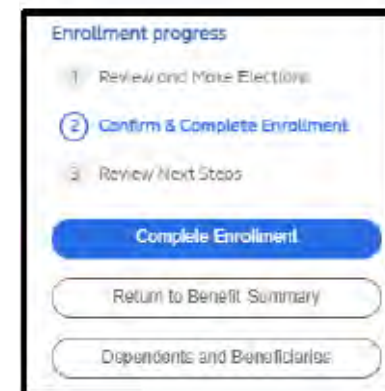 Enrollment progress
1 Review and Make Elections
2 Confirm & Complete Enrollment
3 Review Next Steps
Complete Enrollment
Return to Benefit Summary
Dependents and Beneficiaries